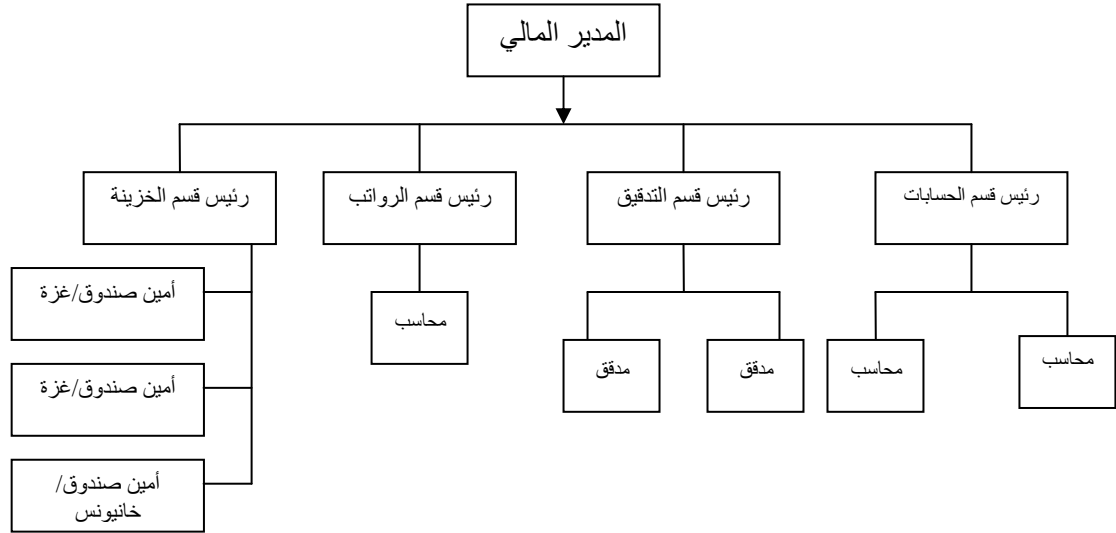 المدير المالي
رئيس قسم الحسابات
رئيس قسم التدقيق
رئيس قسم الرواتب
رئيس قسم الخزينة
محاسب
محاسب
مدقق
مدقق
محاسب
أمين صندوق/غزة
أمين صندوق/غزة
أمين صندوق/
خانيونس